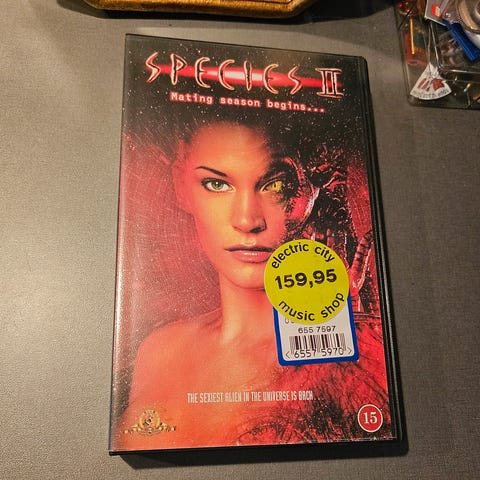 SPECIES II
Mating season begins...
electric city
159,95
music shop
655 7597
<6557 5970>
THE SEXIEST ALIEN IN THE UNIVERSE IS BACK
15